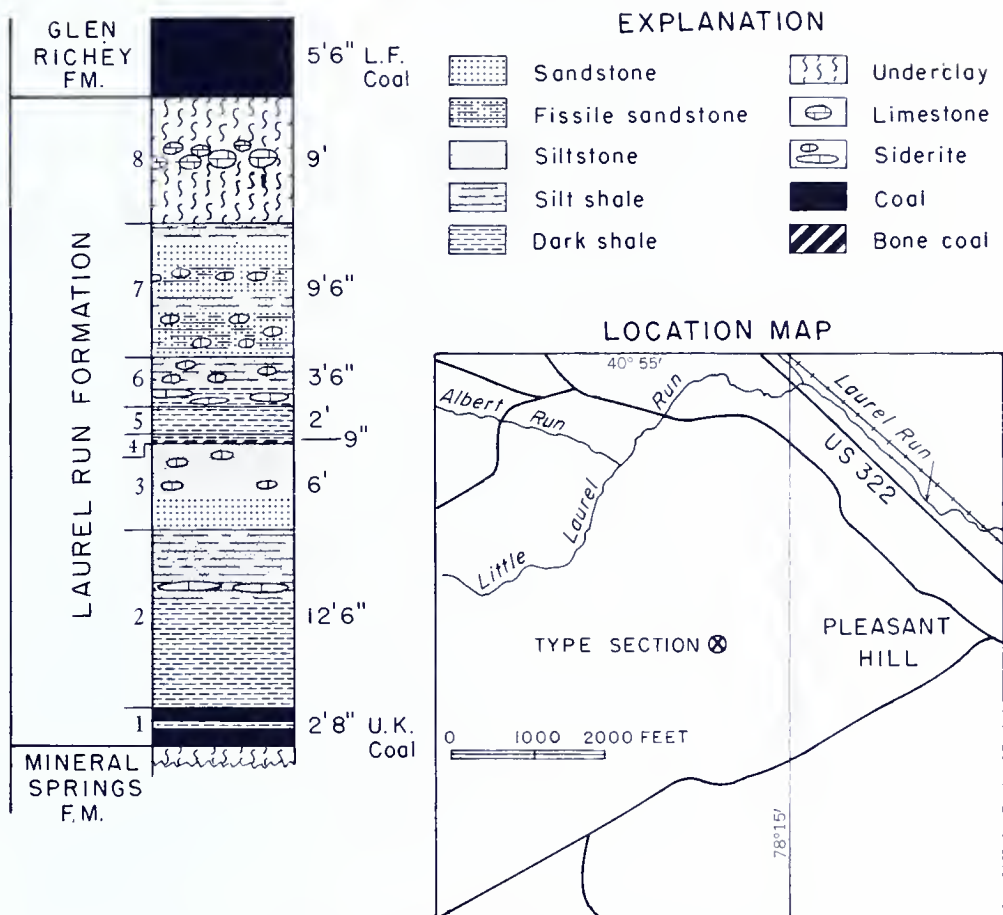 GLEN
RICHEY
FM.
5'6" L.F.
Coal
8
9'
7
9'6"
6
3'6"
5
2'
4
9"
3
6'
2
12'6"
1
2'8" U.K.
Coal
LAUREL RUN FORMATION
MINERAL
SPRINGS
F.M.
EXPLANATION
Sandstone
Fissile sandstone
Siltstone
Silt shale
Dark shale
Underclay
Limestone
Siderite
Coal
Bone coal
LOCATION MAP
40° 55'
Albert Run
Little Laurel Run
Laurel Run
US 322
TYPE SECTION
PLEASANT
HILL
0 1000 2000 FEET
78°15'